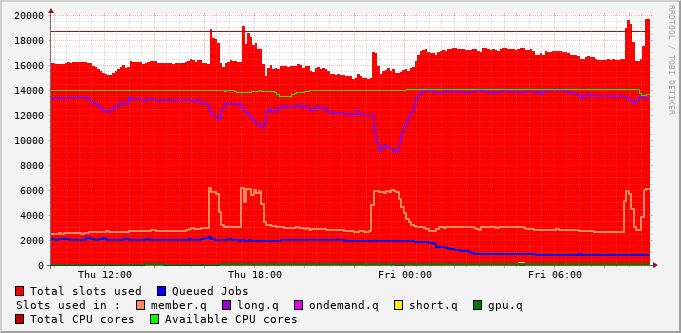 20000
18000
16000
14000
12000
10000
8000
6000
4000
2000
0
Thu 12:00 Thu 18:00 Fri 00:00 Fri 06:00
Total slots used Queued Jobs
Slots used in : member.q long.q ondemand.q short.q gpu.q
Total CPU cores Available CPU cores
RRDTOOL / TOBI OETIKER